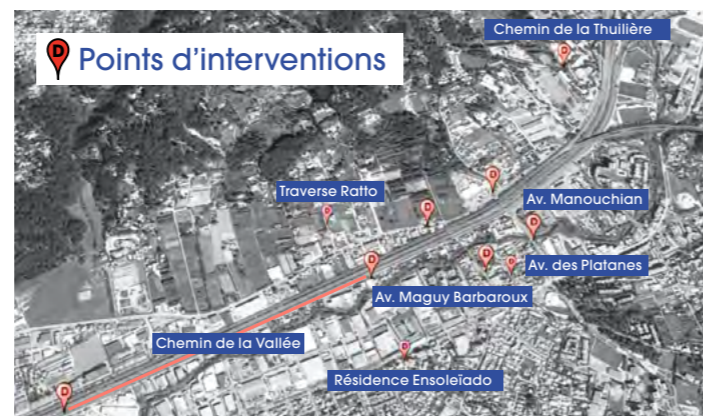 Chemin de la Thuilière
D Points d'interventions
D
D
Traverse Ratto
D
D
Av. Manouchian
D
D
D
D
Av. des Platanes
Av. Maguy Barbaroux
Chemin de la Vallée
D
Résidence Ensoleïado
D